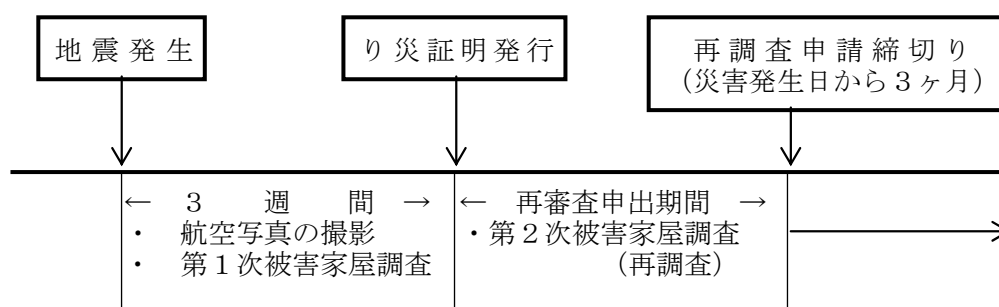 地震発生
り災証明発行
再調査申請締切り
(災害発生日から3ヶ月)
← 3週間 →
・ 航空写真の撮影
・ 第1次被害家屋調査
← 再審査申出期間 →
・第2次被害家屋調査
(再調査)